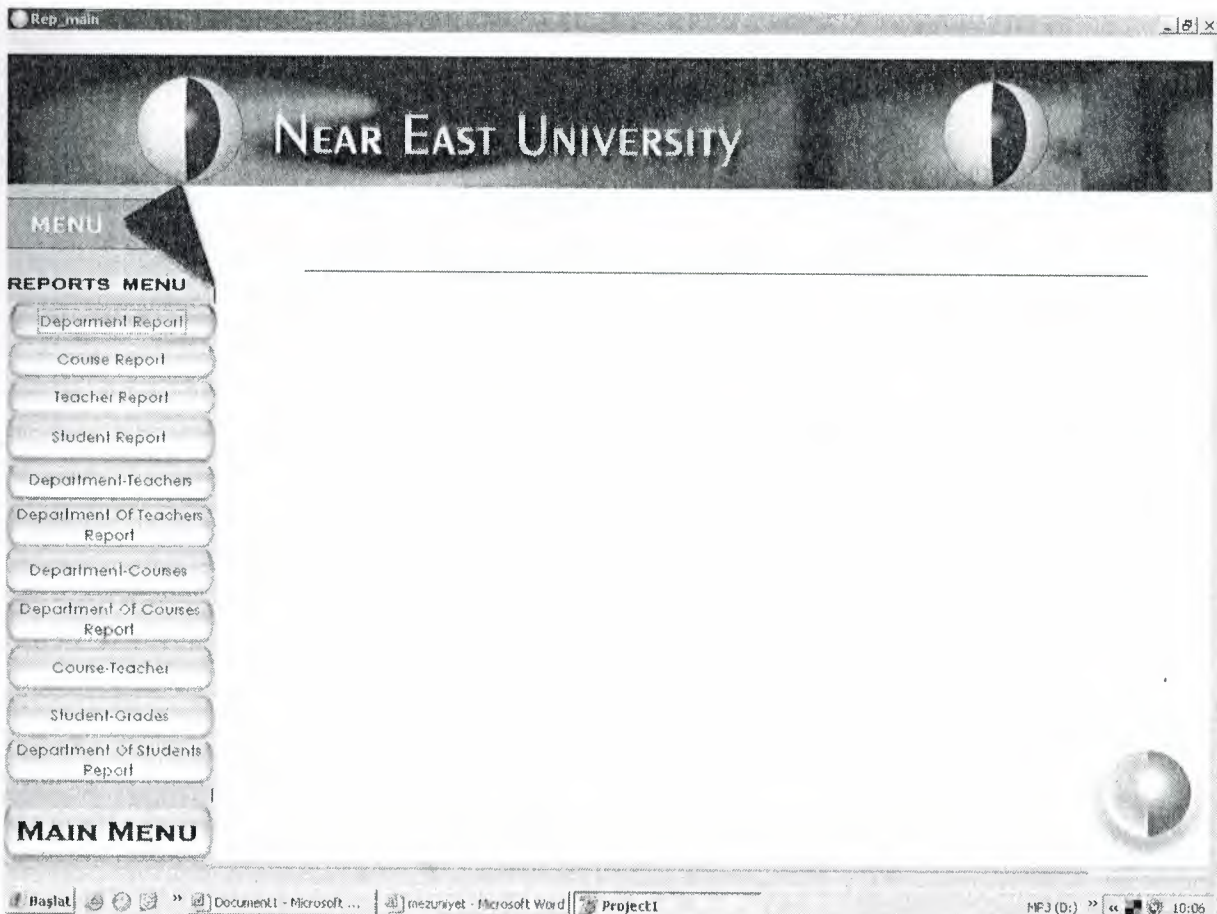 Rep_main
NEAR EAST UNIVERSITY
MENU
REPORTS MENU
Deparment Report
Course Report
Teacher Report
Student Report
Department-Teachers
Department Of Teachers
Report
Department-Courses
Department Of Courses
Report
Course-Teacher
Student-Grades
Department Of Students
Report
MAIN MENU
Başlat
Document1 - Microsoft ...
mezuniyet - Microsoft Word
Project1
(D:)
10:06